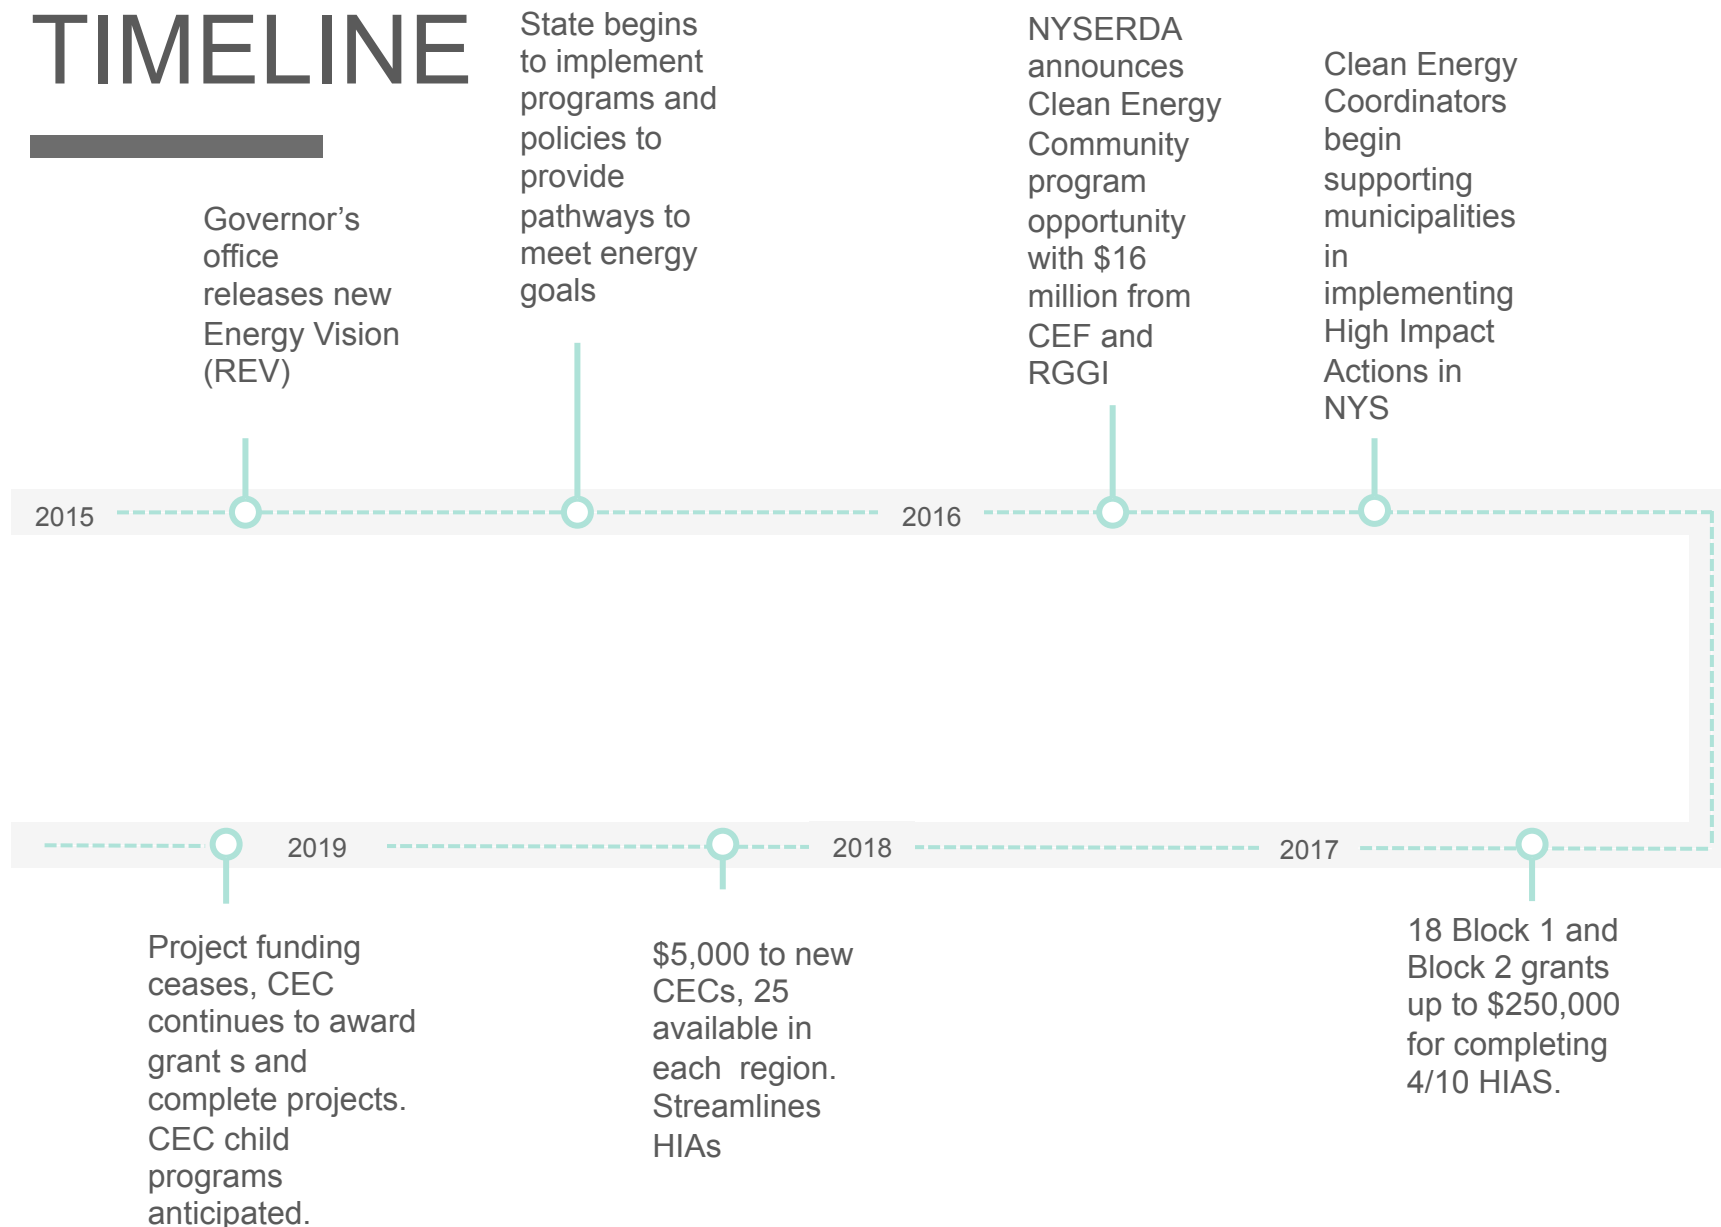 TIMELINE
Governor’s
office
releases new
Energy Vision
(REV)
State begins
to implement
programs and
policies to
provide
pathways to
meet energy
goals
NYSERDA
announces
Clean Energy
Community
program
opportunity
with $16
million from
CEF and
RGGI
Clean Energy
Coordinators
begin
supporting
municipalities
in
implementing
High Impact
Actions in
NYS
2015
2016
2019
2018
2017
Project funding
ceases, CEC
continues to award
grant s and
complete projects.
CEC child
programs
anticipated.
$5,000 to new
CECs, 25
available in
each  region.
Streamlines
HIAs
18 Block 1 and
Block 2 grants
up to $250,000
for completing
4/10 HIAS.